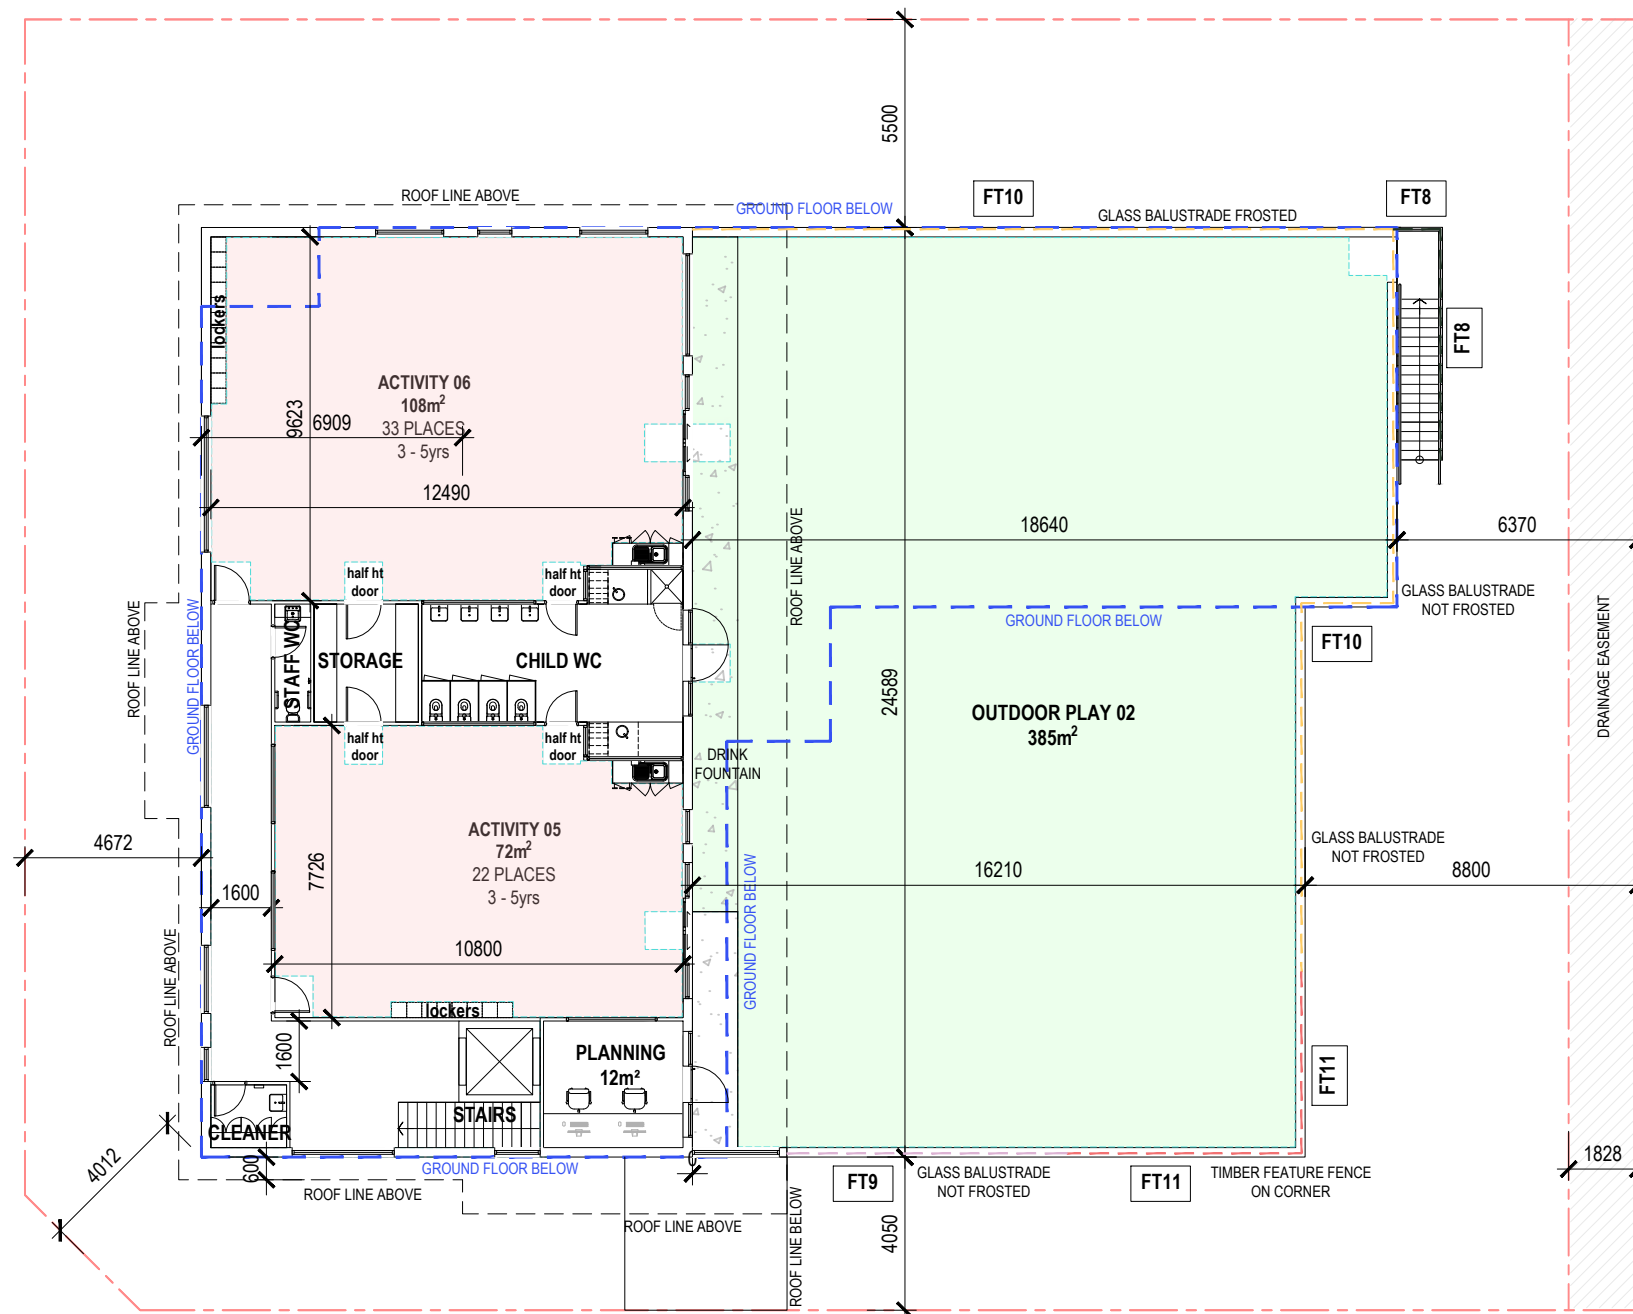 5500
ROOF LINE ABOVE
GROUND FLOOR BELOW
FT10
GLASS BALUSTRADE FROSTED
FT8
lockers
FT8
ACTIVITY 06
108m²
33 PLACES
3 - 5yrs
9623
6909
12490
18640
6370
ROOF LINE ABOVE
half ht
door
half ht
door
GLASS BALUSTRADE
NOT FROSTED
ROOF LINE ABOVE
GROUND FLOOR BELOW
GROUND FLOOR BELOW
FT10
DRAINAGE EASEMENT
STAFF WC
STORAGE
CHILD WC
24589
OUTDOOR PLAY 02
385m²
half ht
door
half ht
door
DRINK
FOUNTAIN
4672
ACTIVITY 05
72m²
22 PLACES
3 - 5yrs
7726
GLASS BALUSTRADE
NOT FROSTED
1600
16210
8800
GROUND FLOOR BELOW
ROOF LINE ABOVE
10800
lockers
1600
PLANNING
12m²
FT11
STAIRS
CLEANER
4012
600
GROUND FLOOR BELOW
ROOF LINE ABOVE
ROOF LINE ABOVE
ROOF LINE BELOW
FT9
GLASS BALUSTRADE
NOT FROSTED
FT11
TIMBER FEATURE FENCE
ON CORNER
1828
4050